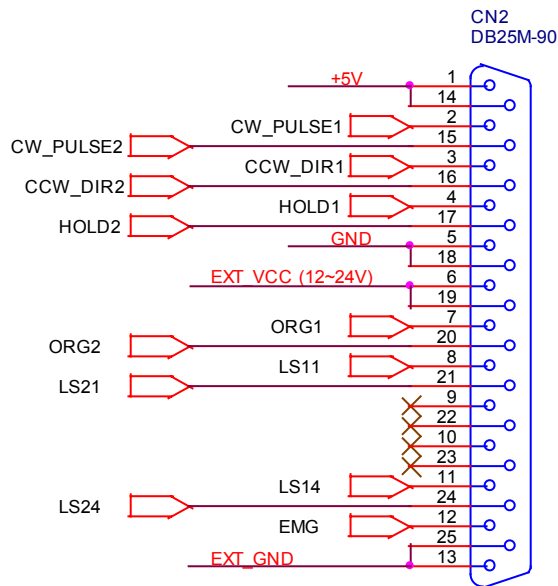 CN2
DB25M-90
+5V 1
14
CW_PULSE1 2
CW_PULSE2 15
CCW_DIR1 3
CCW_DIR2 16
HOLD1 4
HOLD2 17
GND 5
18
EXT_VCC (12~24V) 6
19
ORG1 7
ORG2 20
LS11 8
LS21 21
9
22
10
23
LS14 11
LS24 24
EMG 12
25
EXT_GND 13